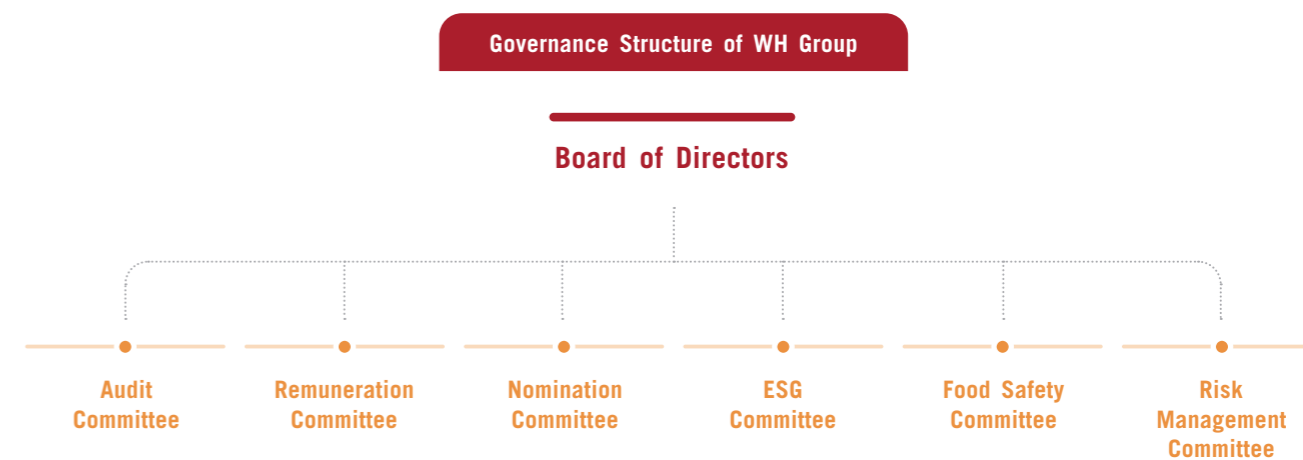 Governance Structure of WH Group
Board of Directors
Audit
Committee
Remuneration
Committee
Nomination
Committee
ESG
Committee
Food Safety
Committee
Risk
Management
Committee